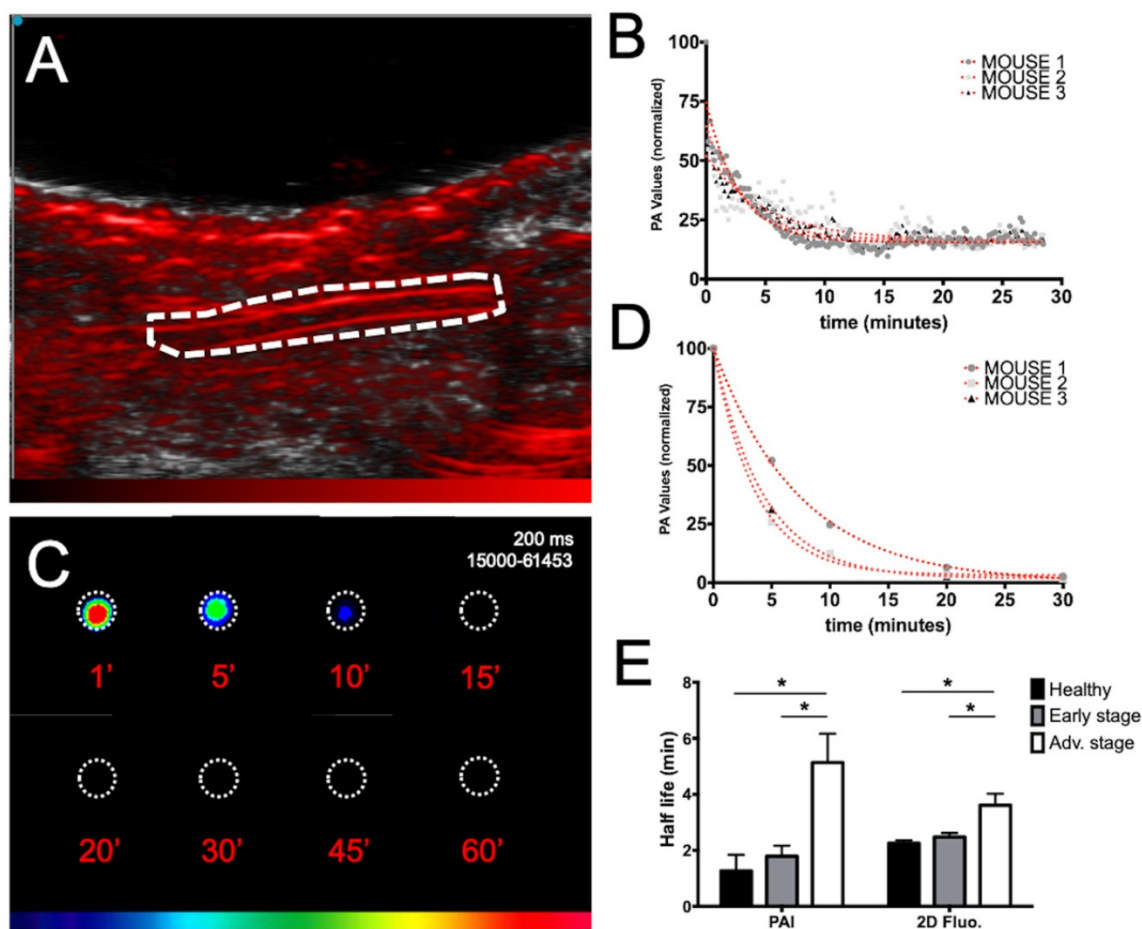 A
B
PA Values (normalized)
100
75
50
25
0
0 5 10 15 20 25 30
time (minutes)
MOUSE 1
MOUSE 2
MOUSE 3
C
200 ms
15000-61453
1’ 5’ 10’ 15’
20’ 30’ 45’ 60’
D
PA Values (normalized)
100
75
50
25
0
0 5 10 15 20 25 30
time (minutes)
MOUSE 1
MOUSE 2
MOUSE 3
E
Half life (min)
8
6
4
2
0
* *
* *
PAI 2D Fluo.
Healthy
Early stage
Adv. stage